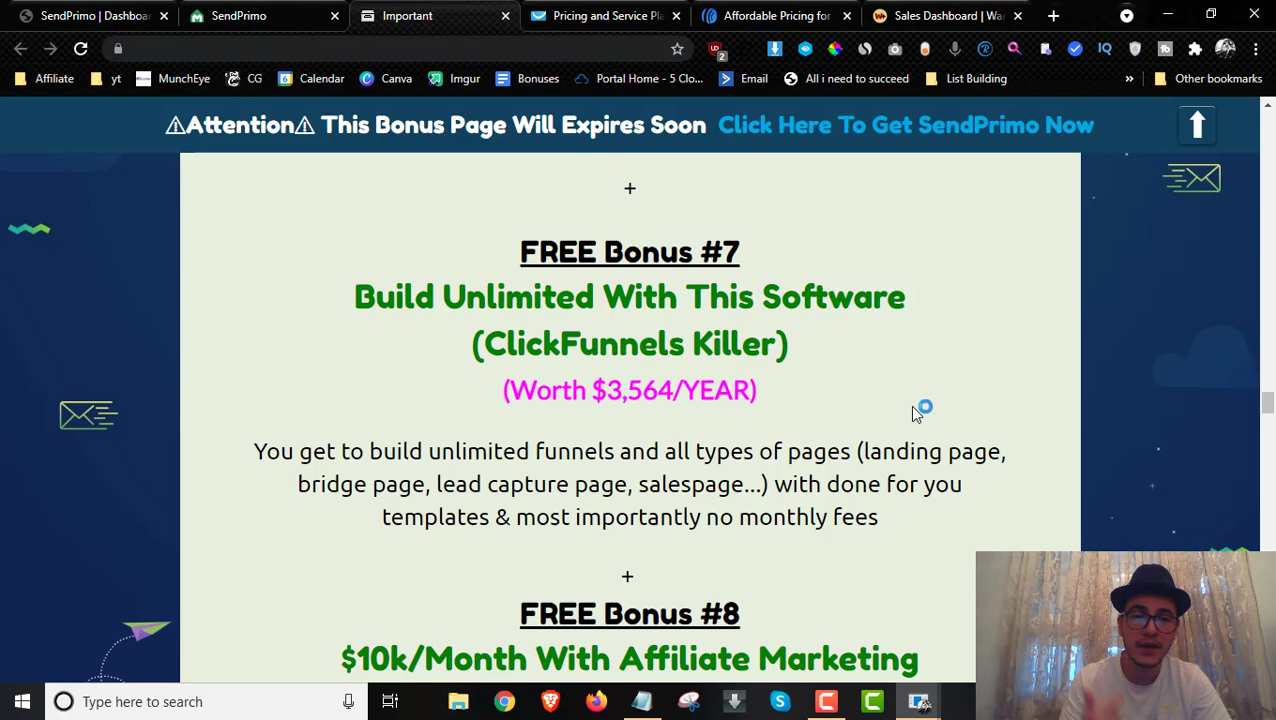 SendPrimo | Dashboa
SendPrimo
Important
Pricing and Service Pla
Affordable Pricing for
Sales Dashboard | War
Affiliate
yt
MunchEye
CG
Calendar
Canva
Imgur
Bonuses
Portal Home - 5 Clo...
Email
All i need to succeed
List Building
»
Other bookmarks
⚠Attention⚠ This Bonus Page Will Expires Soon Click Here To Get SendPrimo Now
+
FREE Bonus #7
Build Unlimited With This Software
(ClickFunnels Killer)
(Worth $3,564/YEAR)
You get to build unlimited funnels and all types of pages (landing page,
bridge page, lead capture page, salespage...) with done for you
templates & most importantly no monthly fees
+
FREE Bonus #8
$10k/Month With Affiliate Marketing
Type here to search